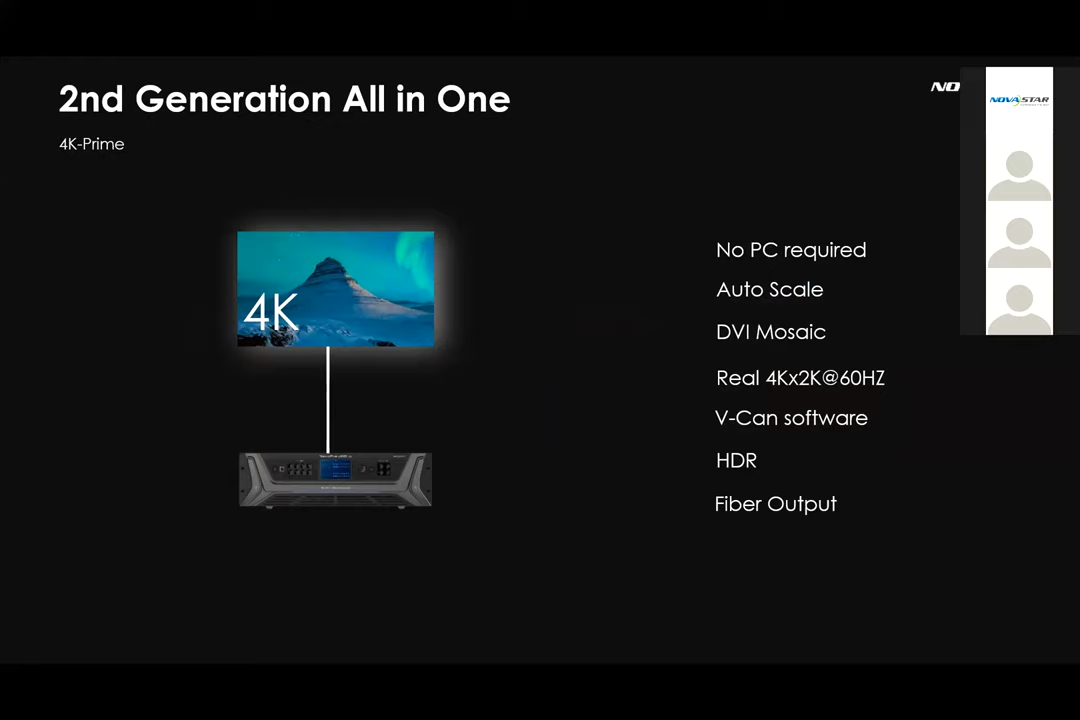 2nd Generation All in One
4K-Prime
NO
NOVASTAR
4K
No PC required
Auto Scale
DVI Mosaic
Real 4Kx2K@60HZ
V-Can software
HDR
Fiber Output